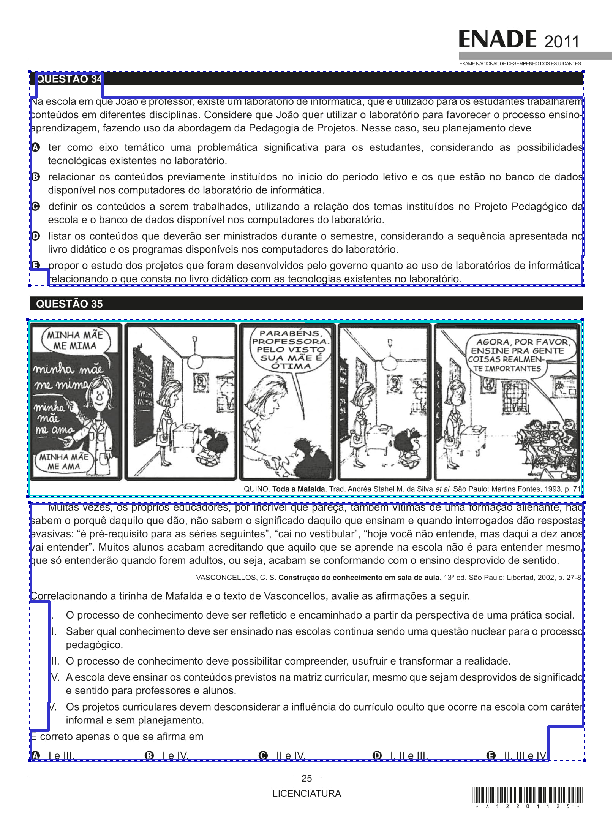 ENADE 2011
EXAME NACIONAL DE DESEMPENHO DOS ESTUDANTES
QUESTÃO 34
Na escola em que João é professor, existe um laboratório de informática, que é utilizado para os estudantes trabalharem
conteúdos em diferentes disciplinas. Considere que João quer utilizar o laboratório para favorecer o processo ensino-
aprendizagem, fazendo uso da abordagem da Pedagogia de Projetos. Nesse caso, seu planejamento deve
A ter como eixo temático uma problemática significativa para os estudantes, considerando as possibilidades
tecnológicas existentes no laboratório.
B relacionar os conteúdos previamente instituídos no início do período letivo e os que estão no banco de dados
disponível nos computadores do laboratório de informática.
C definir os conteúdos a serem trabalhados, utilizando a relação dos temas instituídos no Projeto Pedagógico da
escola e o banco de dados disponível nos computadores do laboratório.
D listar os conteúdos que deverão ser ministrados durante o semestre, considerando a sequência apresentada no
livro didático e os programas disponíveis nos computadores do laboratório.
E propor o estudo dos projetos que foram desenvolvidos pelo governo quanto ao uso de laboratórios de informática,
relacionando o que consta no livro didático com as tecnologias existentes no laboratório.
QUESTÃO 35
MINHA MÃE
ME MIMA
minha mãe
me mima
minha
mãe
me ama
MINHA MÃE
ME AMA
PARABÉNS,
PROFESSORA.
PELO VISTO
SUA MÃE É
ÓTIMA
AGORA, POR FAVOR,
ENSINE PRA GENTE
COISAS REALMEN-
TE IMPORTANTES
QUINO. Toda a Mafalda. Trad. Andréa Stahel M. da Silva et al. São Paulo: Martins Fontes, 1993, p. 71
Muitas vezes, os próprios educadores, por incrível que pareça, também vítimas de uma formação alienante, não
sabem o porquê daquilo que dão, não sabem o significado daquilo que ensinam e quando interrogados dão respostas
evasivas: “é pré-requisito para as séries seguintes”, “cai no vestibular”, “hoje você não entende, mas daqui a dez anos
vai entender”. Muitos alunos acabam acreditando que aquilo que se aprende na escola não é para entender mesmo,
que só entenderão quando forem adultos, ou seja, acabam se conformando com o ensino desprovido de sentido.
VASCONCELLOS, C. S. Construção do conhecimento em sala de aula. 13ª ed. São Paulo: Libertad, 2002, p. 27-8
Correlacionando a tirinha de Mafalda e o texto de Vasconcellos, avalie as afirmações a seguir.
I. O processo de conhecimento deve ser refletido e encaminhado a partir da perspectiva de uma prática social.
II. Saber qual conhecimento deve ser ensinado nas escolas continua sendo uma questão nuclear para o processo
pedagógico.
III. O processo de conhecimento deve possibilitar compreender, usufruir e transformar a realidade.
IV. A escola deve ensinar os conteúdos previstos na matriz curricular, mesmo que sejam desprovidos de significado
e sentido para professores e alunos.
V. Os projetos curriculares devem desconsiderar a influência do currículo oculto que ocorre na escola com caráter
informal e sem planejamento.
É correto apenas o que se afirma em
A I e III. B I e IV. C II e IV. D I, II e III. E II, III e IV.
25
LICENCIATURA